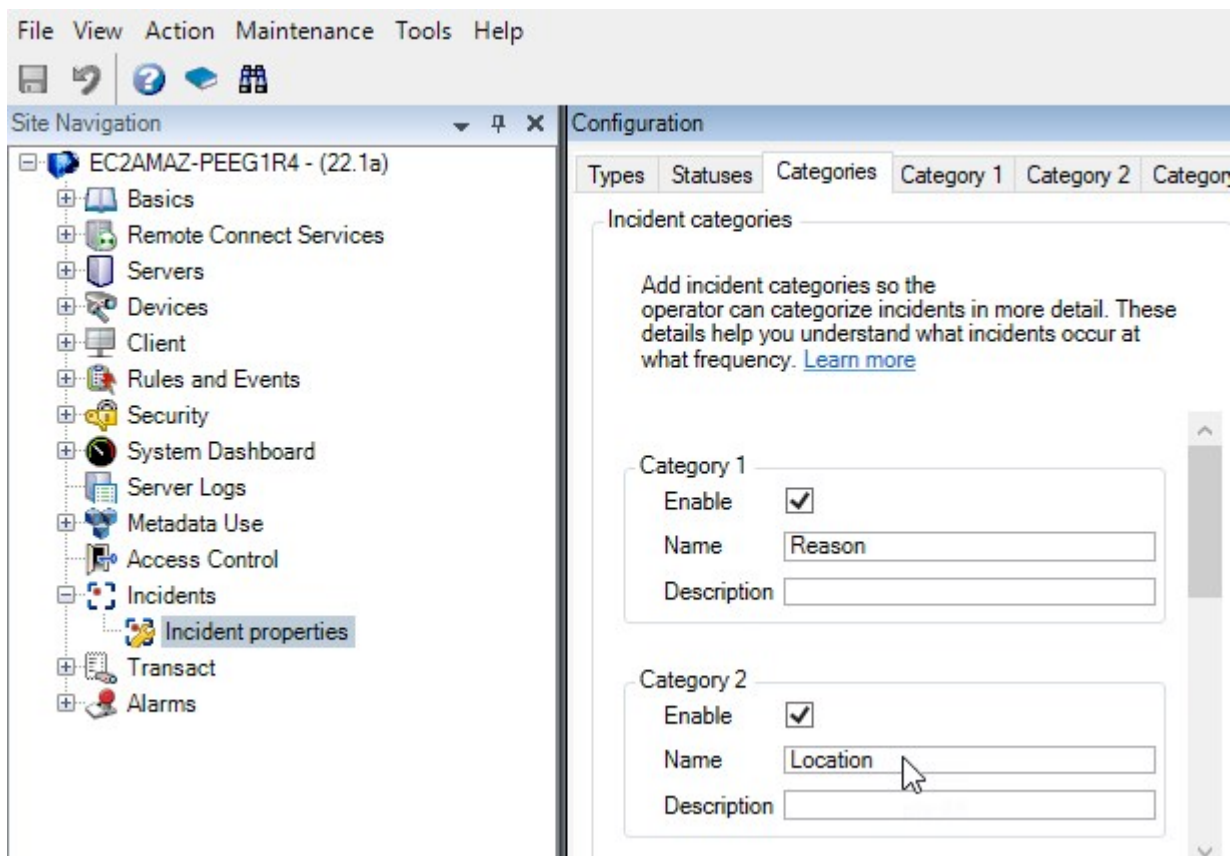 File View Action Maintenance Tools Help
Site Navigation
EC2AMAZ-PEEG1R4 - (22.1a)
Basics
Remote Connect Services
Servers
Devices
Client
Rules and Events
Security
System Dashboard
Server Logs
Metadata Use
Access Control
Incidents
Incident properties
Transact
Alarms
Configuration
Types Statuses Categories Category 1 Category 2 Category
Incident categories
Add incident categories so the
operator can categorize incidents in more detail. These
details help you understand what incidents occur at
what frequency. Learn more
Category 1
Enable
Name Reason
Description
Category 2
Enable
Name Location
Description